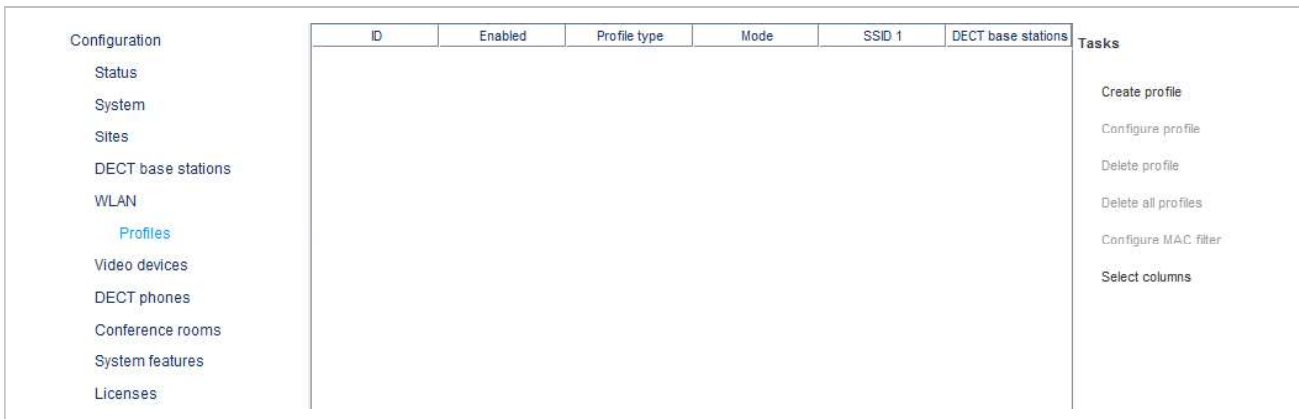 Configuration
Status
System
Sites
DECT base stations
WLAN
Profiles
Video devices
DECT phones
Conference rooms
System features
Licenses
ID Enabled Profile type Mode SSID 1 DECT base stations
Tasks
Create profile
Configure profile
Delete profile
Delete all profiles
Configure MAC filter
Select columns